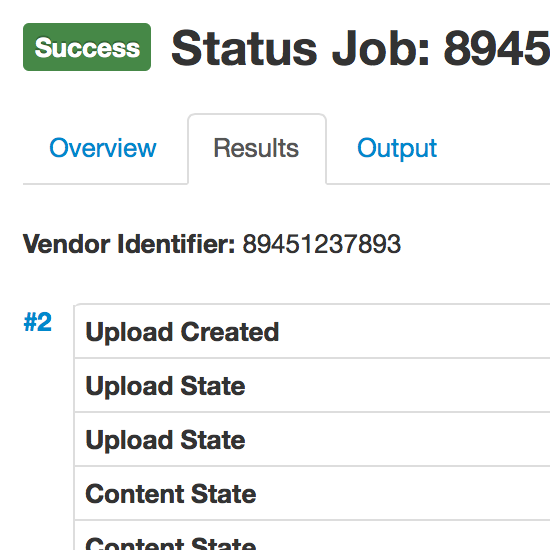 Success Status Job: 8945
Overview Results Output
Vendor Identifier: 89451237893
#2 Upload Created
Upload State
Upload State
Content State
Content State